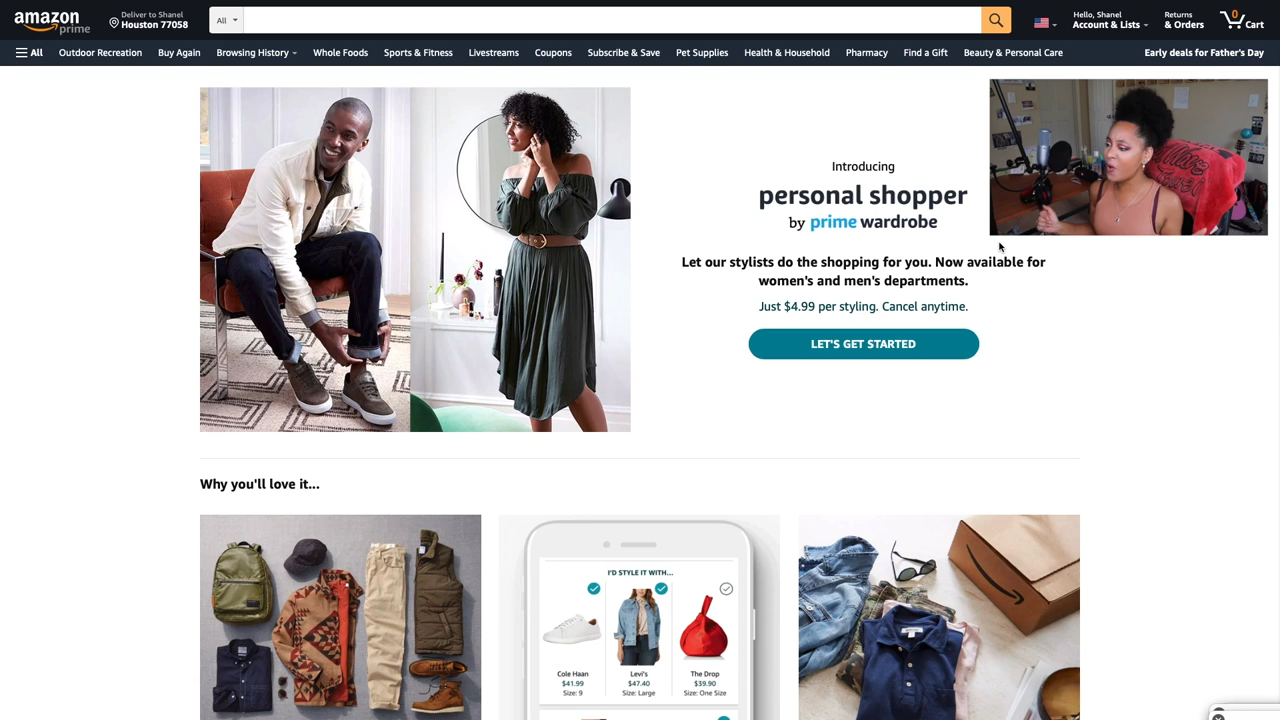 amazon
prime
Deliver to Shanel
Houston 77058
All
Hello, Shanel
Account & Lists
Returns
& Orders
0
Cart
All
Outdoor Recreation
Buy Again
Browsing History
Whole Foods
Sports & Fitness
Livestreams
Coupons
Subscribe & Save
Pet Supplies
Health & Household
Pharmacy
Find a Gift
Beauty & Personal Care
Early deals for Father's Day
Introducing
personal shopper
by prime wardrobe
Let our stylists do the shopping for you. Now available for
women's and men's departments.
Just $4.99 per styling. Cancel anytime.
LET'S GET STARTED
Why you'll love it...
I'D STYLE IT WITH...
Cole Haan
$41.99
Size: 9
Levi's
$47.40
Size: Large
The Drop
$39.90
Size: One Size